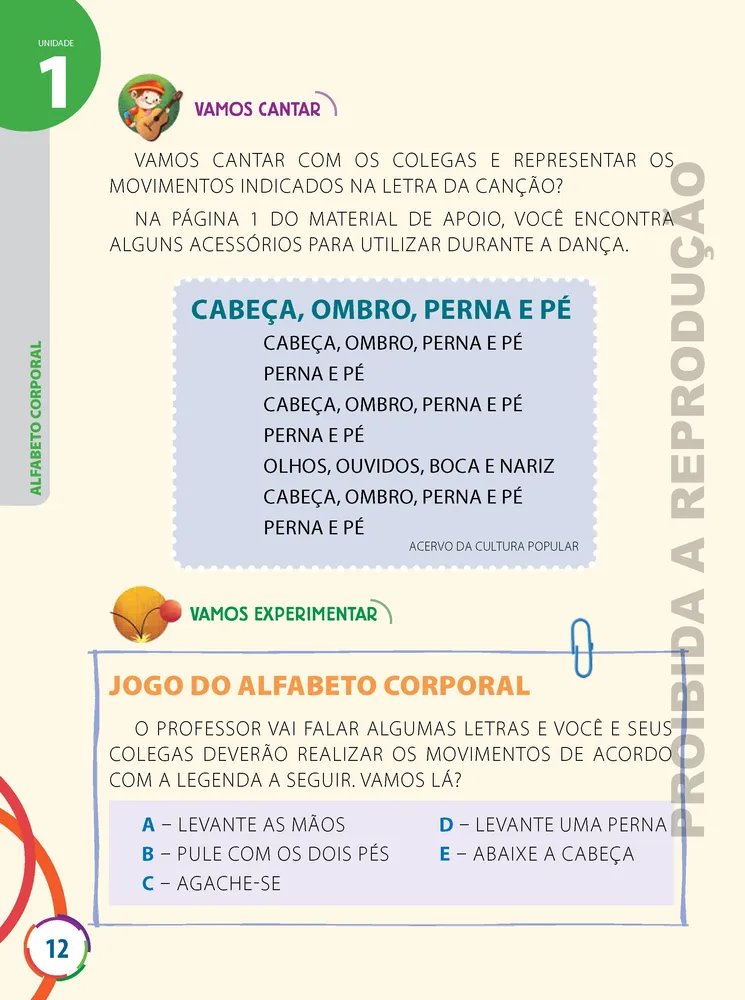 UNIDADE
1
VAMOS CANTAR
VAMOS CANTAR COM OS COLEGAS E REPRESENTAR OS
MOVIMENTOS INDICADOS NA LETRA DA CANÇÃO?
NA PÁGINA 1 DO MATERIAL DE APOIO, VOCÊ ENCONTRA
ALGUNS ACESSÓRIOS PARA UTILIZAR DURANTE A DANÇA.
CABEÇA, OMBRO, PERNA E PÉ
CABEÇA, OMBRO, PERNA E PÉ
PERNA E PÉ
CABEÇA, OMBRO, PERNA E PÉ
PERNA E PÉ
OLHOS, OUVIDOS, BOCA E NARIZ
CABEÇA, OMBRO, PERNA E PÉ
PERNA E PÉ
ACERVO DA CULTURA POPULAR
ALFABETO CORPORAL
VAMOS EXPERIMENTAR
JOGO DO ALFABETO CORPORAL
O PROFESSOR VAI FALAR ALGUMAS LETRAS E VOCÊ E SEUS
COLEGAS DEVERÃO REALIZAR OS MOVIMENTOS DE ACORDO
COM A LEGENDA A SEGUIR. VAMOS LÁ?
A – LEVANTE AS MÃOS
B – PULE COM OS DOIS PÉS
C – AGACHE-SE
D – LEVANTE UMA PERNA
E – ABAIXE A CABEÇA
12
PROIBIDA A REPRODUÇÃO